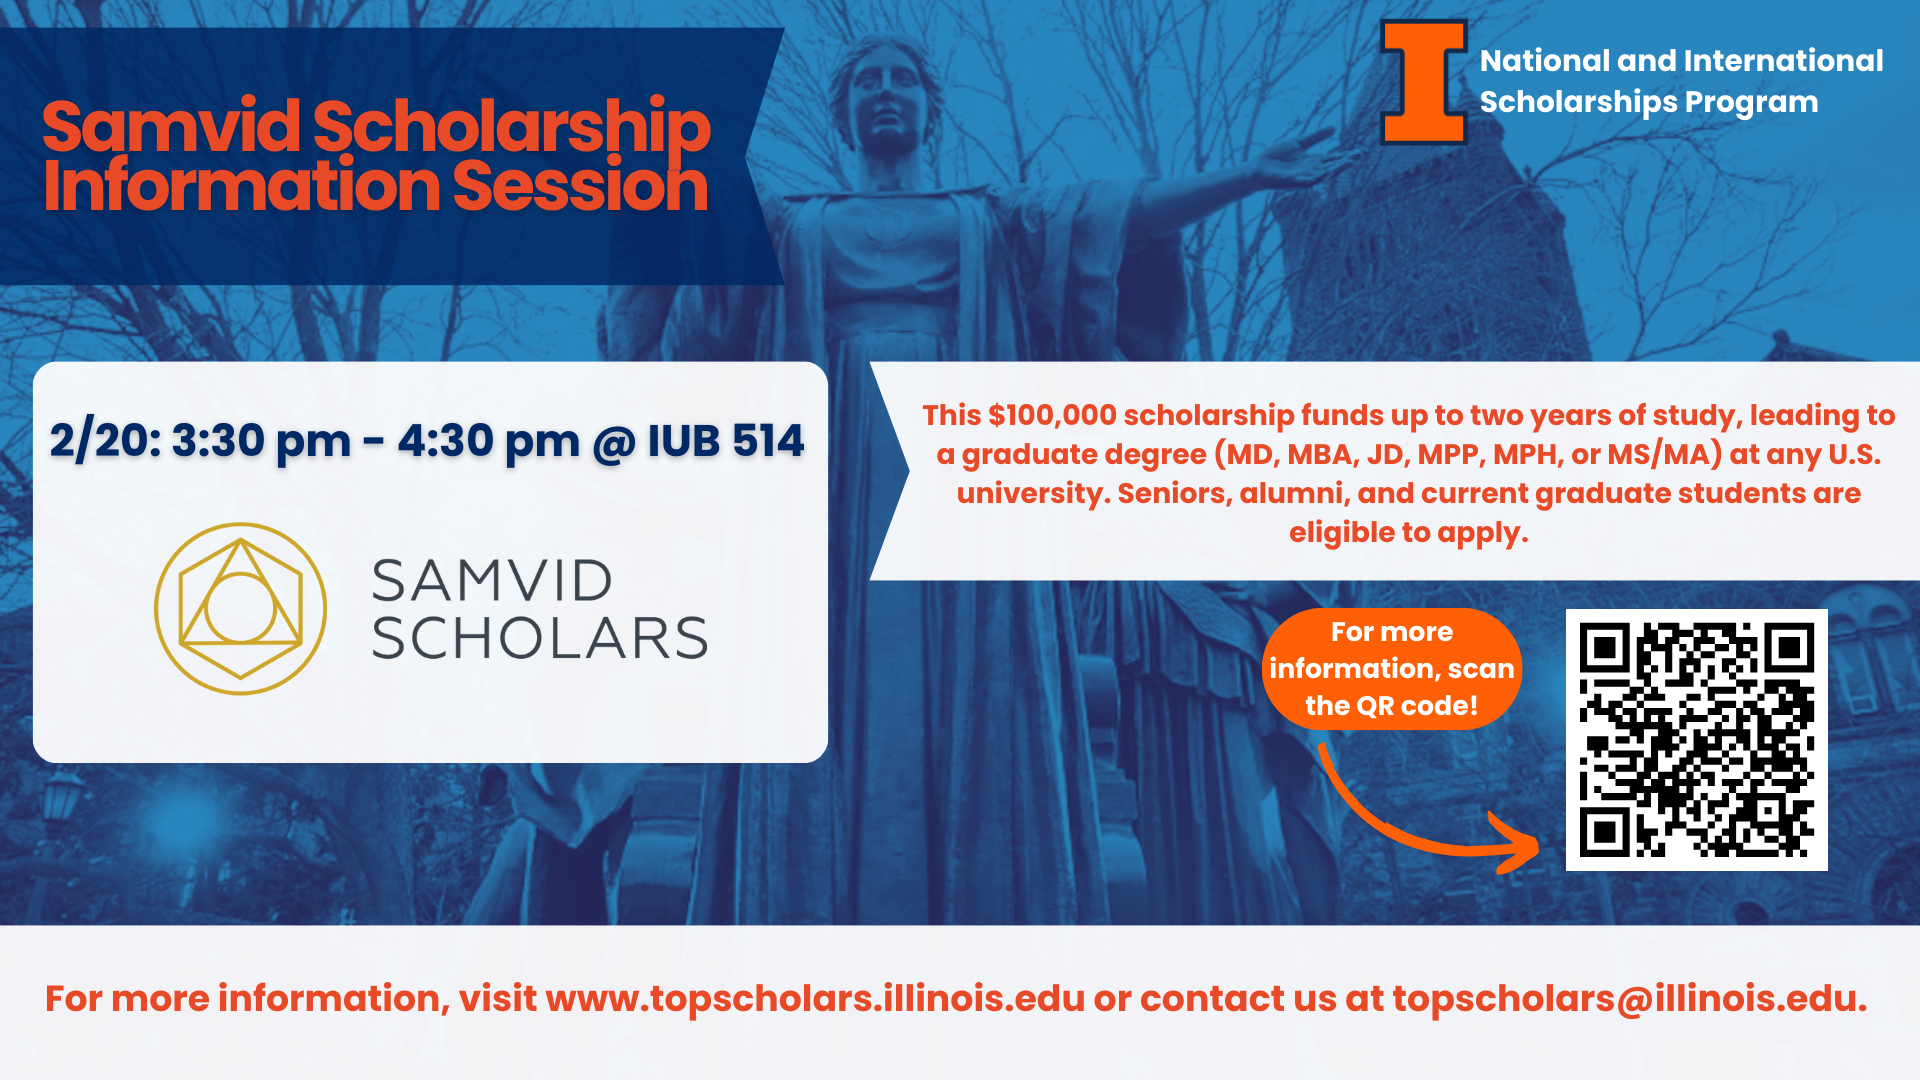 Samvid Scholarship
Information Session
National and International
Scholarships Program
2/20: 3:30 pm - 4:30 pm @ IUB 514
SAMVID
SCHOLARS
This $100,000 scholarship funds up to two years of study, leading to
a graduate degree (MD, MBA, JD, MPP, MPH, or MS/MA) at any U.S.
university. Seniors, alumni, and current graduate students are
eligible to apply.
For more
information, scan
the QR code!
For more information, visit www.topscholars.illinois.edu or contact us at topscholars@illinois.edu.